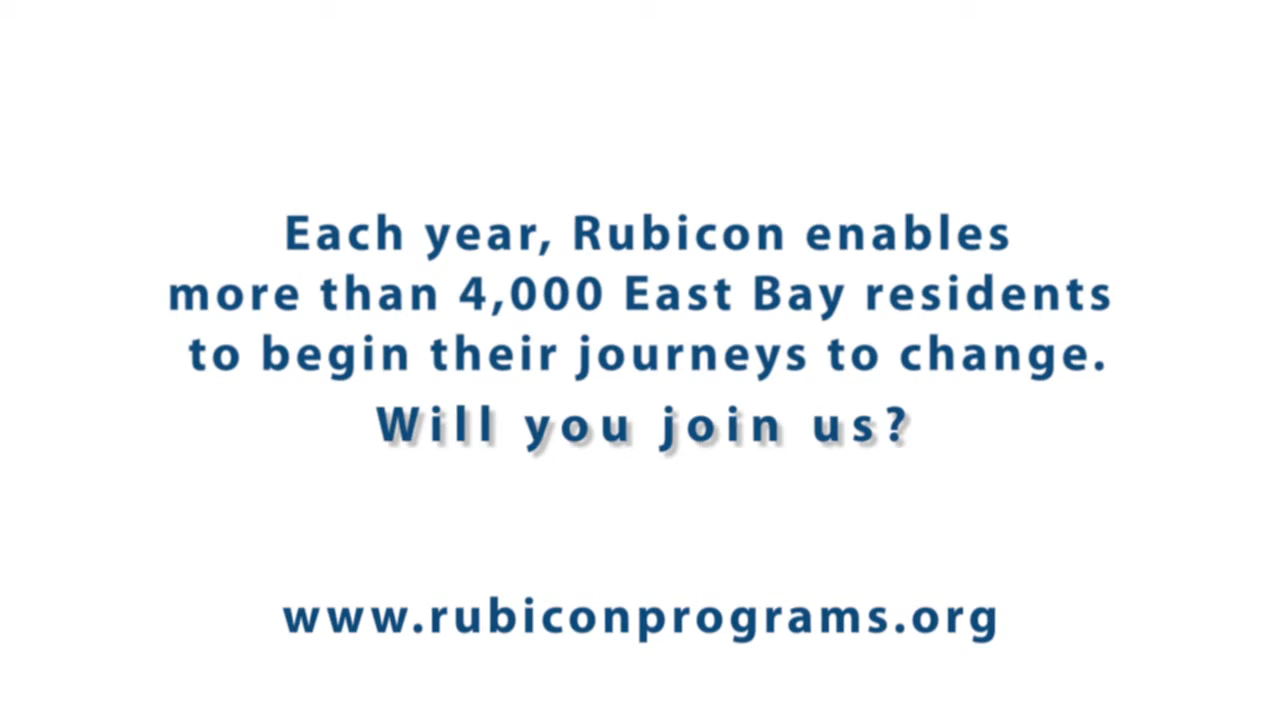 Each year, Rubicon enables
more than 4,000 East Bay residents
to begin their journeys to change.
Will you join us?
www.rubiconprograms.org